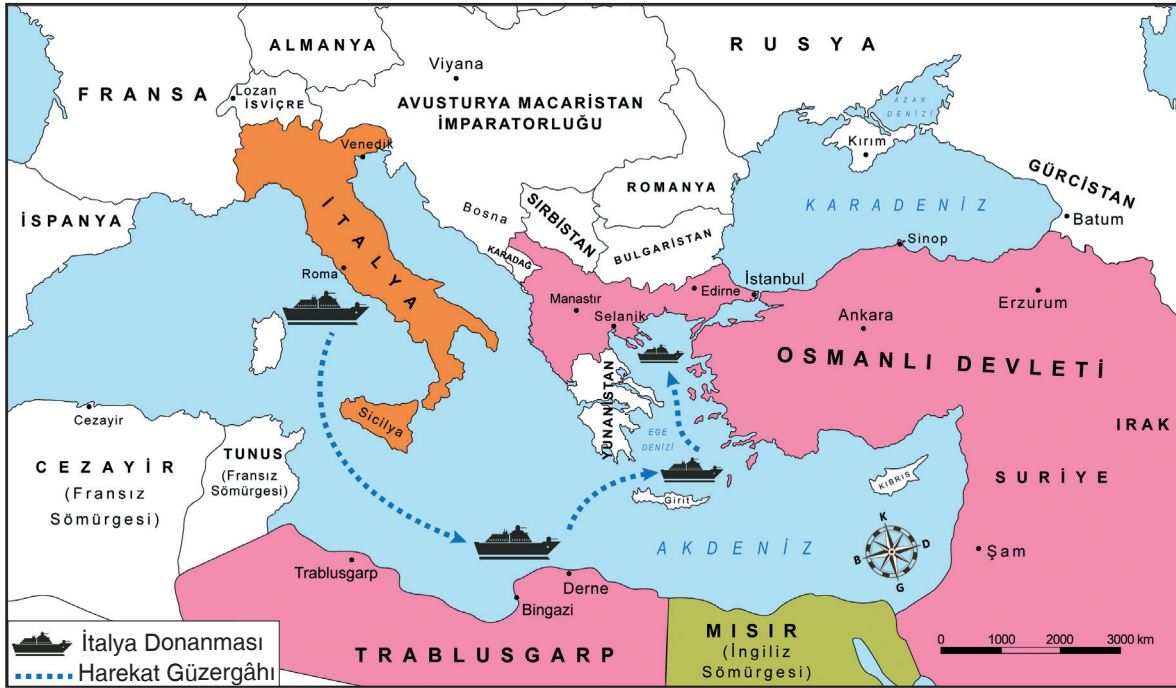 ALMANYA
RUSYA
Viyana
FRANSA
Lozan
İSVİÇRE
AVUSTURYA MACARİSTAN
İMPARATORLUĞU
AZAK
DENİZİ
Kırım
Venedik
GÜRCİSTAN
ROMANYA
İSPANYA
İTALYA
Bosna
SIRBİSTAN
KARADENİZ
Batum
BULGARİSTAN
Sinop
KARADAĞ
Roma
İstanbul
Edirne
Manastır
Erzurum
Selanik
Ankara
OSMANLI DEVLETİ
Sicilya
Cezayir
YUNANİSTAN
EGE
DENİZİ
IRAK
TUNUS
(Fransız
Sömürgesi)
CEZAYİR
(Fransız
Sömürgesi)
KIBRIS
SURİYE
Girit
K
D
B
G
AKDENİZ
Şam
Trablusgarp
Derne
Bingazi
MISIR
(İngiliz
Sömürgesi)
TRABLUSGARP
0 1000 2000 3000 km
İtalya Donanması
Harekat Güzergâhı